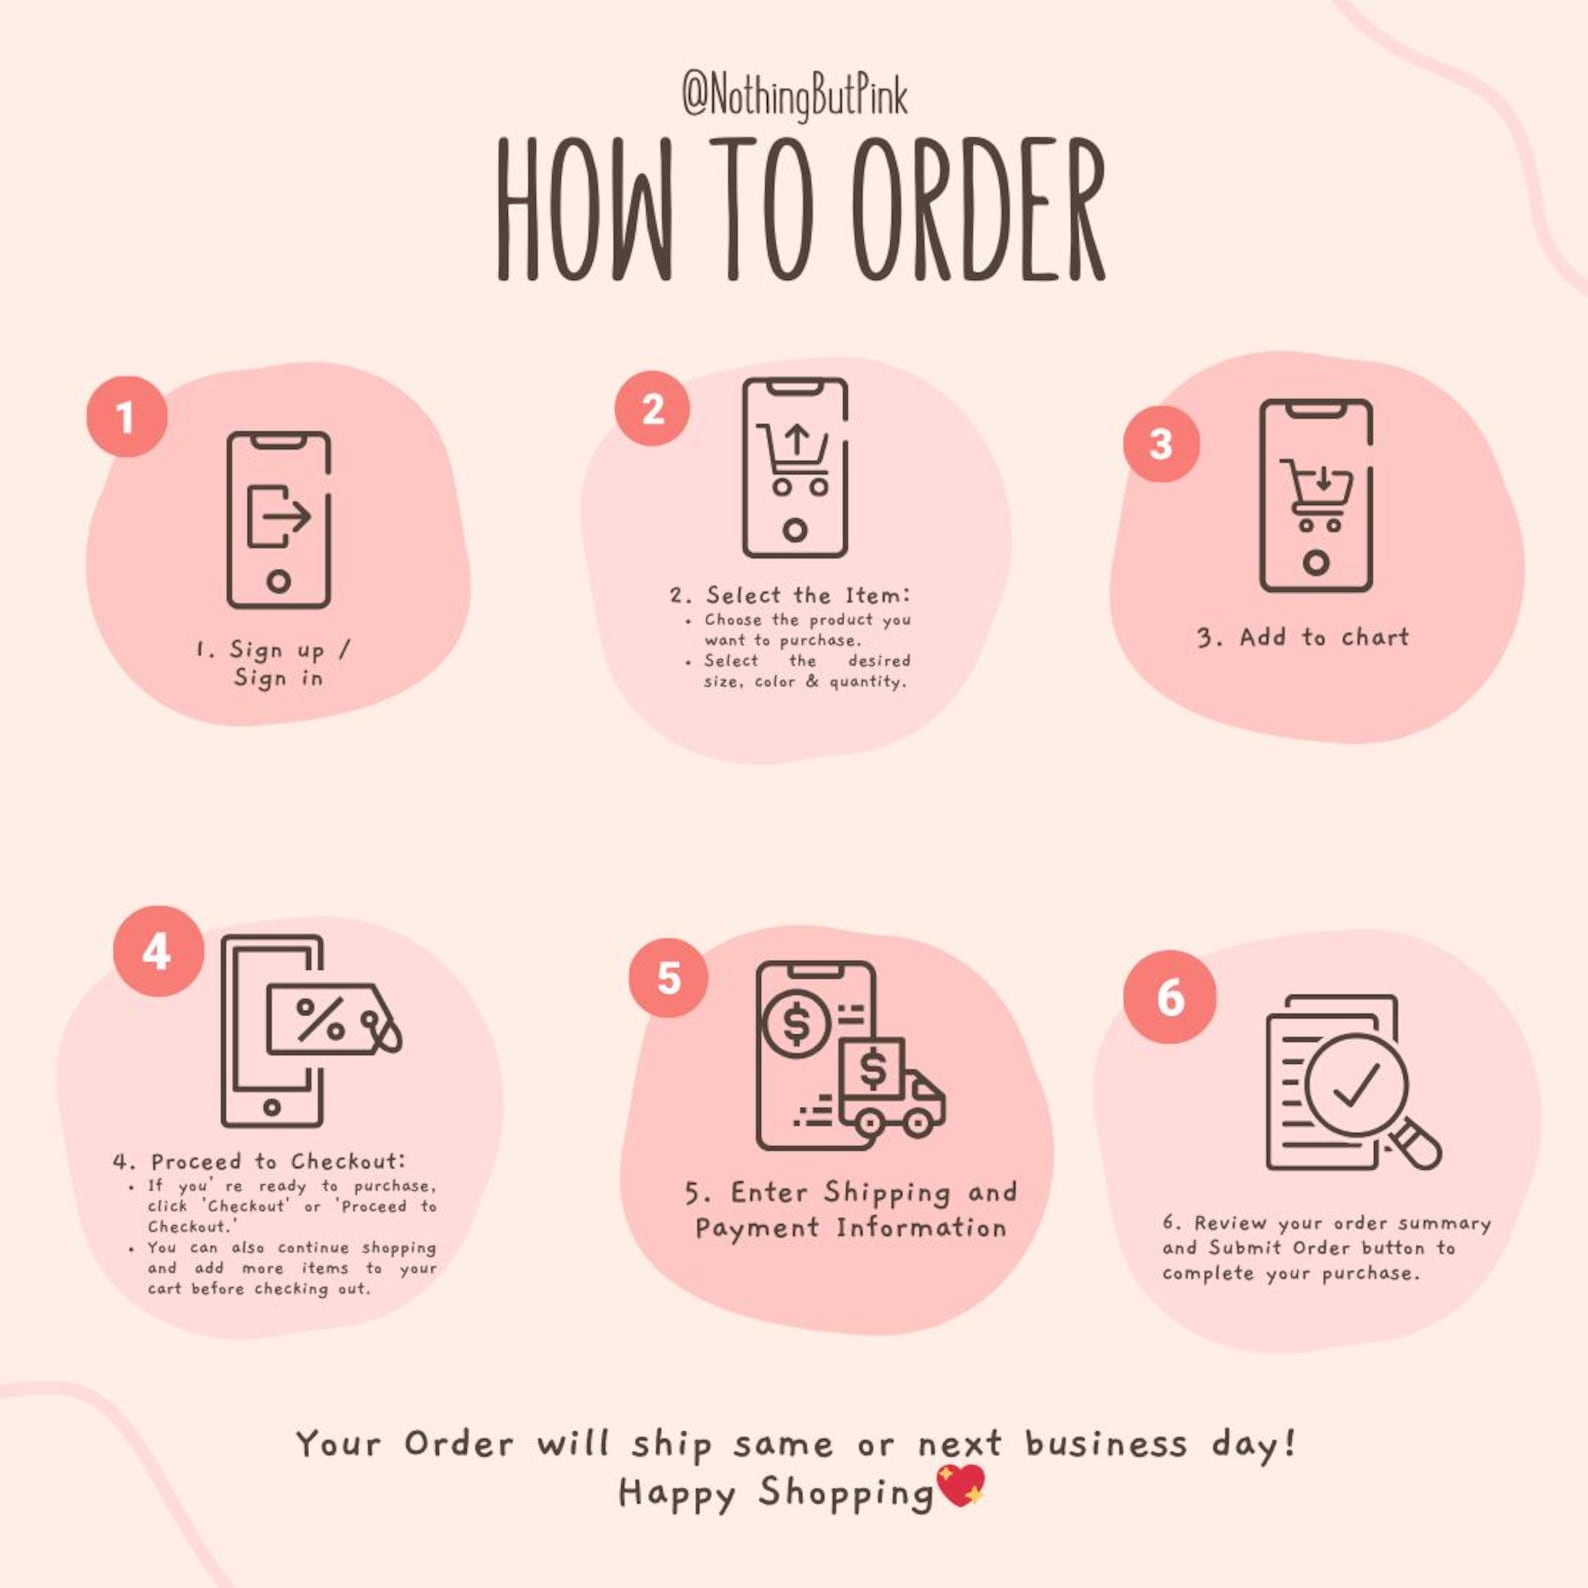 @NothingButPink
HOW TO ORDER
1
1. Sign up /
Sign in
2
2. Select the Item:
• Choose the product you
want to purchase.
• Select the desired
size, color & quantity.
3
3. Add to chart
4
4. Proceed to Checkout:
• If you're ready to purchase,
click 'Checkout' or 'Proceed to
Checkout.'
• You can also continue shopping
and add more items to your
cart before checking out.
5
$
$
5. Enter Shipping and
Payment Information
6
6. Review your order summary
and Submit Order button to
complete your purchase.
Your Order will ship same or next business day!
Happy Shopping💖